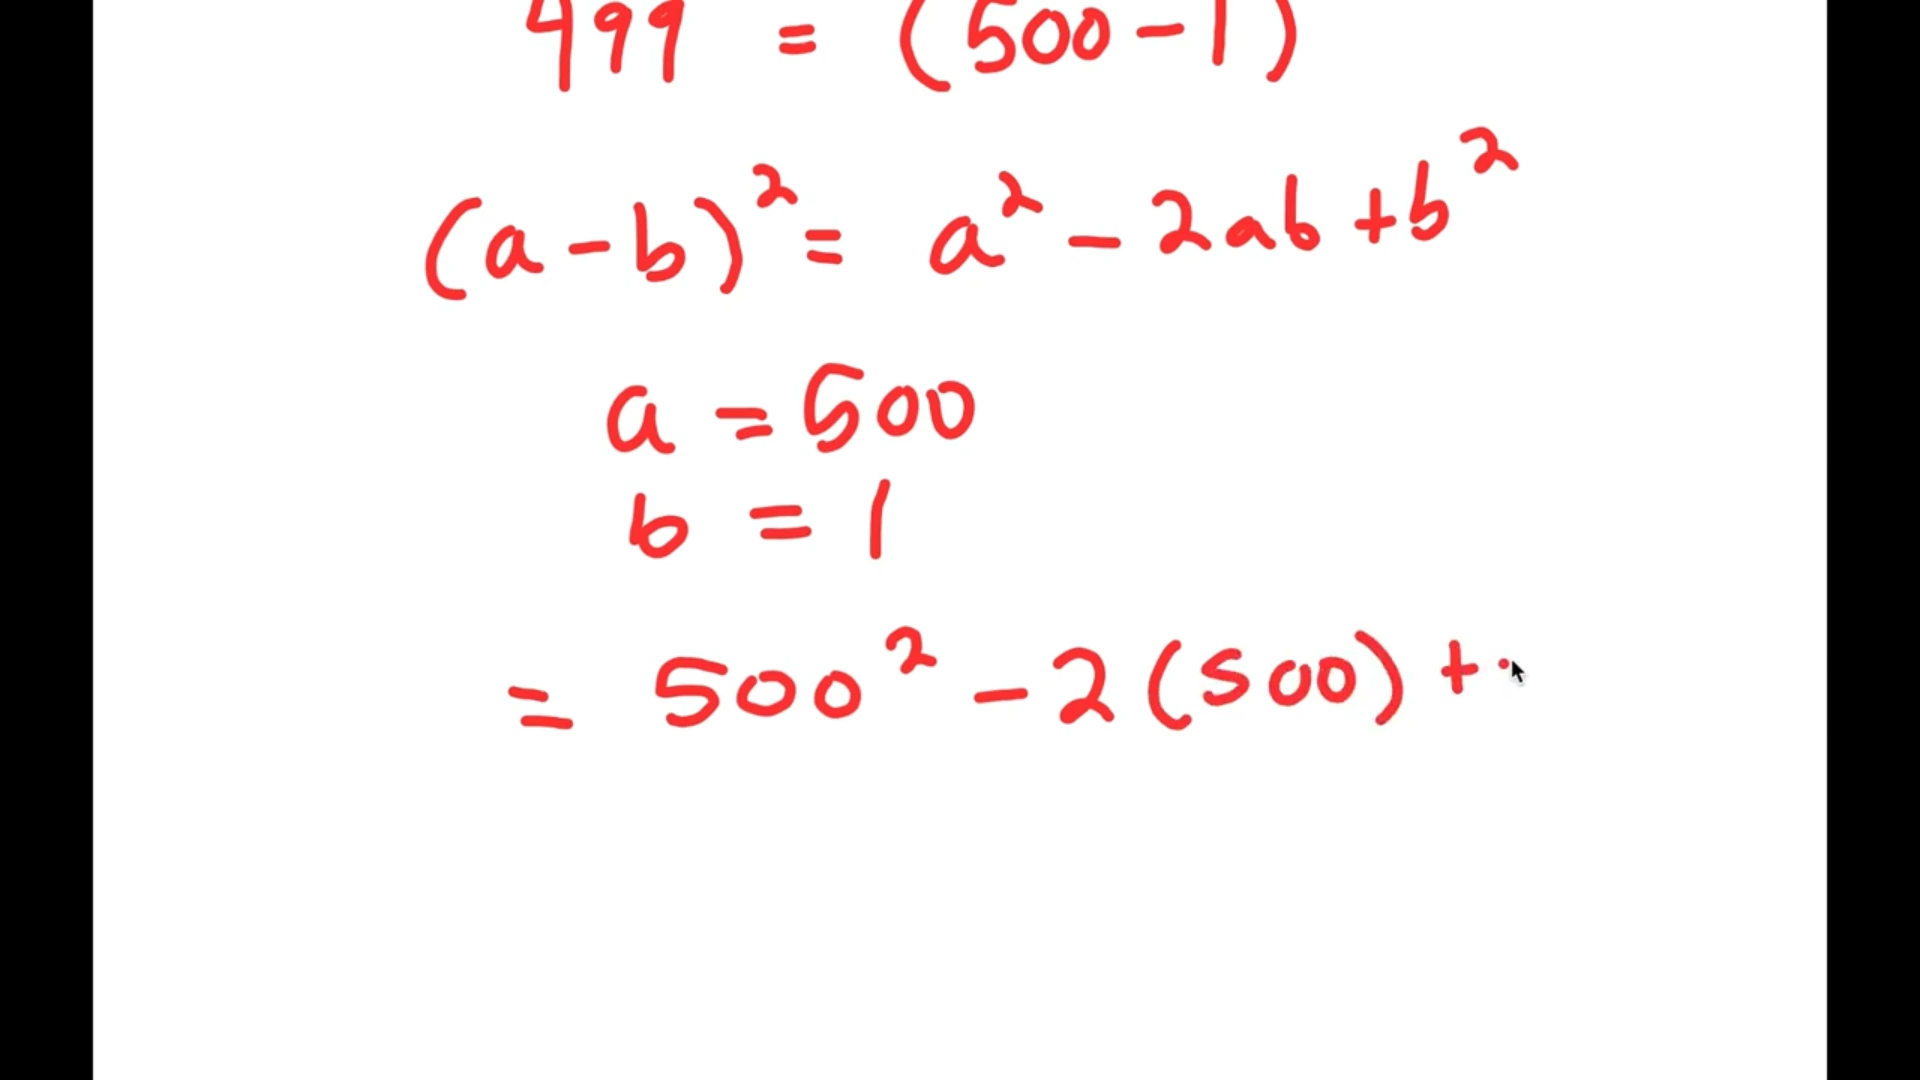 499 = (500-1)
(a-b)² = a² - 2ab + b²
a = 500
b = 1
= 500² - 2(500) +